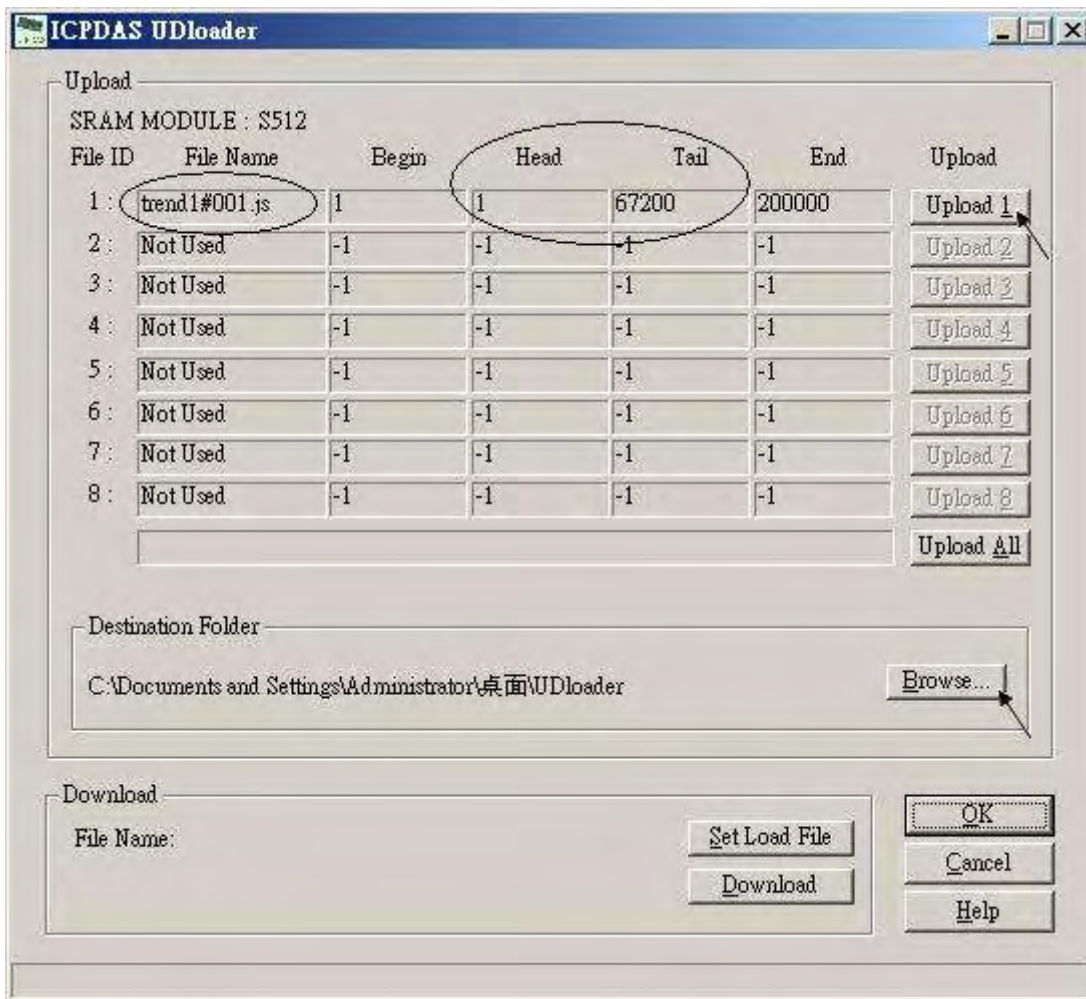 ICPDAS UDloader
Upload
SRAM MODULE : S512
File ID File Name Begin Head Tail End Upload
1 : trend1#001.js 1 1 67200 200000 Upload 1
2 : Not Used -1 -1 -1 -1 Upload 2
3 : Not Used -1 -1 -1 -1 Upload 3
4 : Not Used -1 -1 -1 -1 Upload 4
5 : Not Used -1 -1 -1 -1 Upload 5
6 : Not Used -1 -1 -1 -1 Upload 6
7 : Not Used -1 -1 -1 -1 Upload 7
8 : Not Used -1 -1 -1 -1 Upload 8
Upload All
Destination Folder
C:\Documents and Settings\Administrator\桌面\UDloader Browse...
Download
File Name:
Set Load File
Download
OK
Cancel
Help